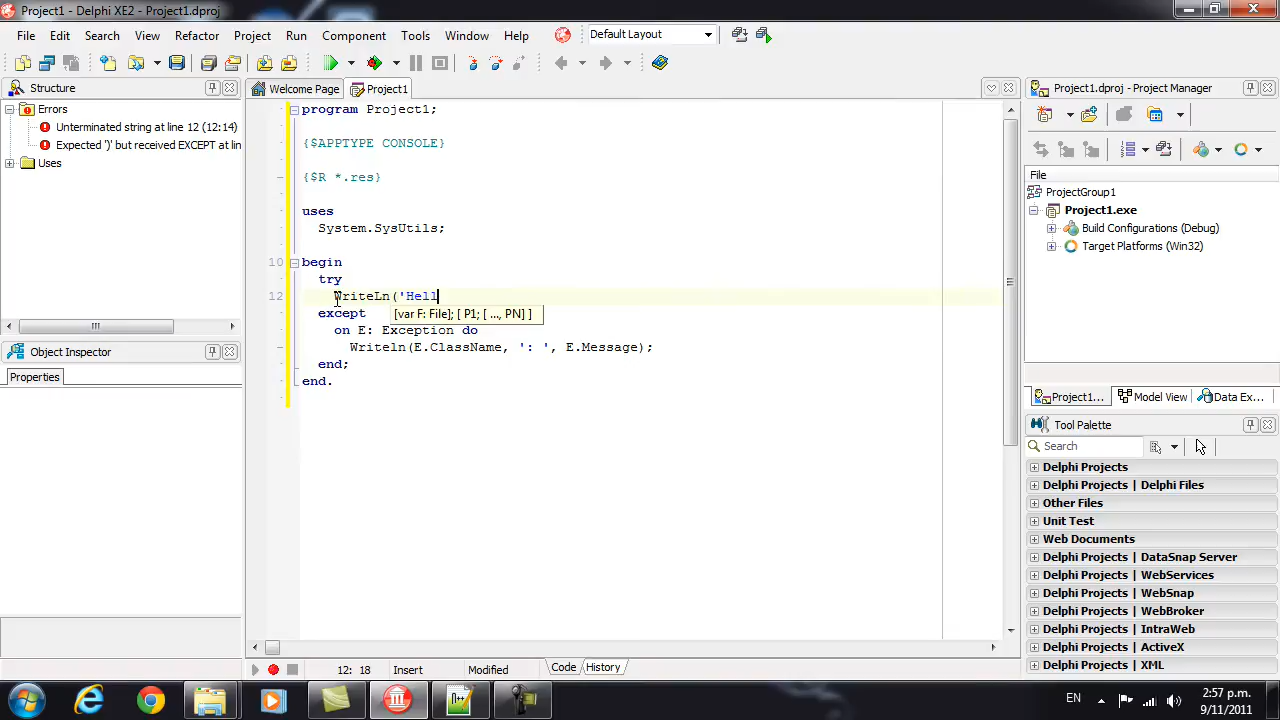 Project1 - Delphi XE2 - Project1.dproj
File Edit Search View Refactor Project Run Component Tools Window Help Default Layout
Structure
Errors
Unterminated string at line 12 (12:14)
Expected ')' but received EXCEPT at lin
Uses
Object Inspector
Properties
Welcome Page Project1
program Project1;
{$APPTYPE CONSOLE}
{$R *.res}
uses
System.SysUtils;
10 begin
try
12 WriteLn('Hell
except [var F: File]; [ P1; [ ..., PN] ]
on E: Exception do
Writeln(E.ClassName, ': ', E.Message);
end;
end.
12: 18 Insert Modified Code History
Project1.dproj - Project Manager
File
ProjectGroup1
Project1.exe
Build Configurations (Debug)
Target Platforms (Win32)
Project1... Model View Data Ex...
Tool Palette
Search
Delphi Projects
Delphi Projects | Delphi Files
Other Files
Unit Test
Web Documents
Delphi Projects | DataSnap Server
Delphi Projects | WebServices
Delphi Projects | WebSnap
Delphi Projects | WebBroker
Delphi Projects | IntraWeb
Delphi Projects | ActiveX
Delphi Projects | XML
EN 2:57 p.m.
9/11/2011